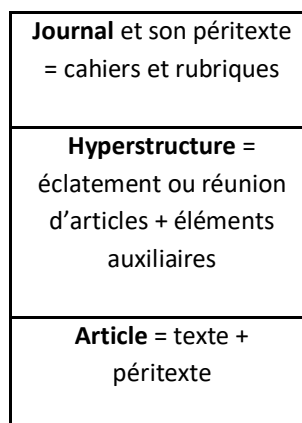 Journal et son péritexte
= cahiers et rubriques
Hyperstructure =
éclatement ou réunion
d’articles + éléments
auxiliaires
Article = texte +
péritexte